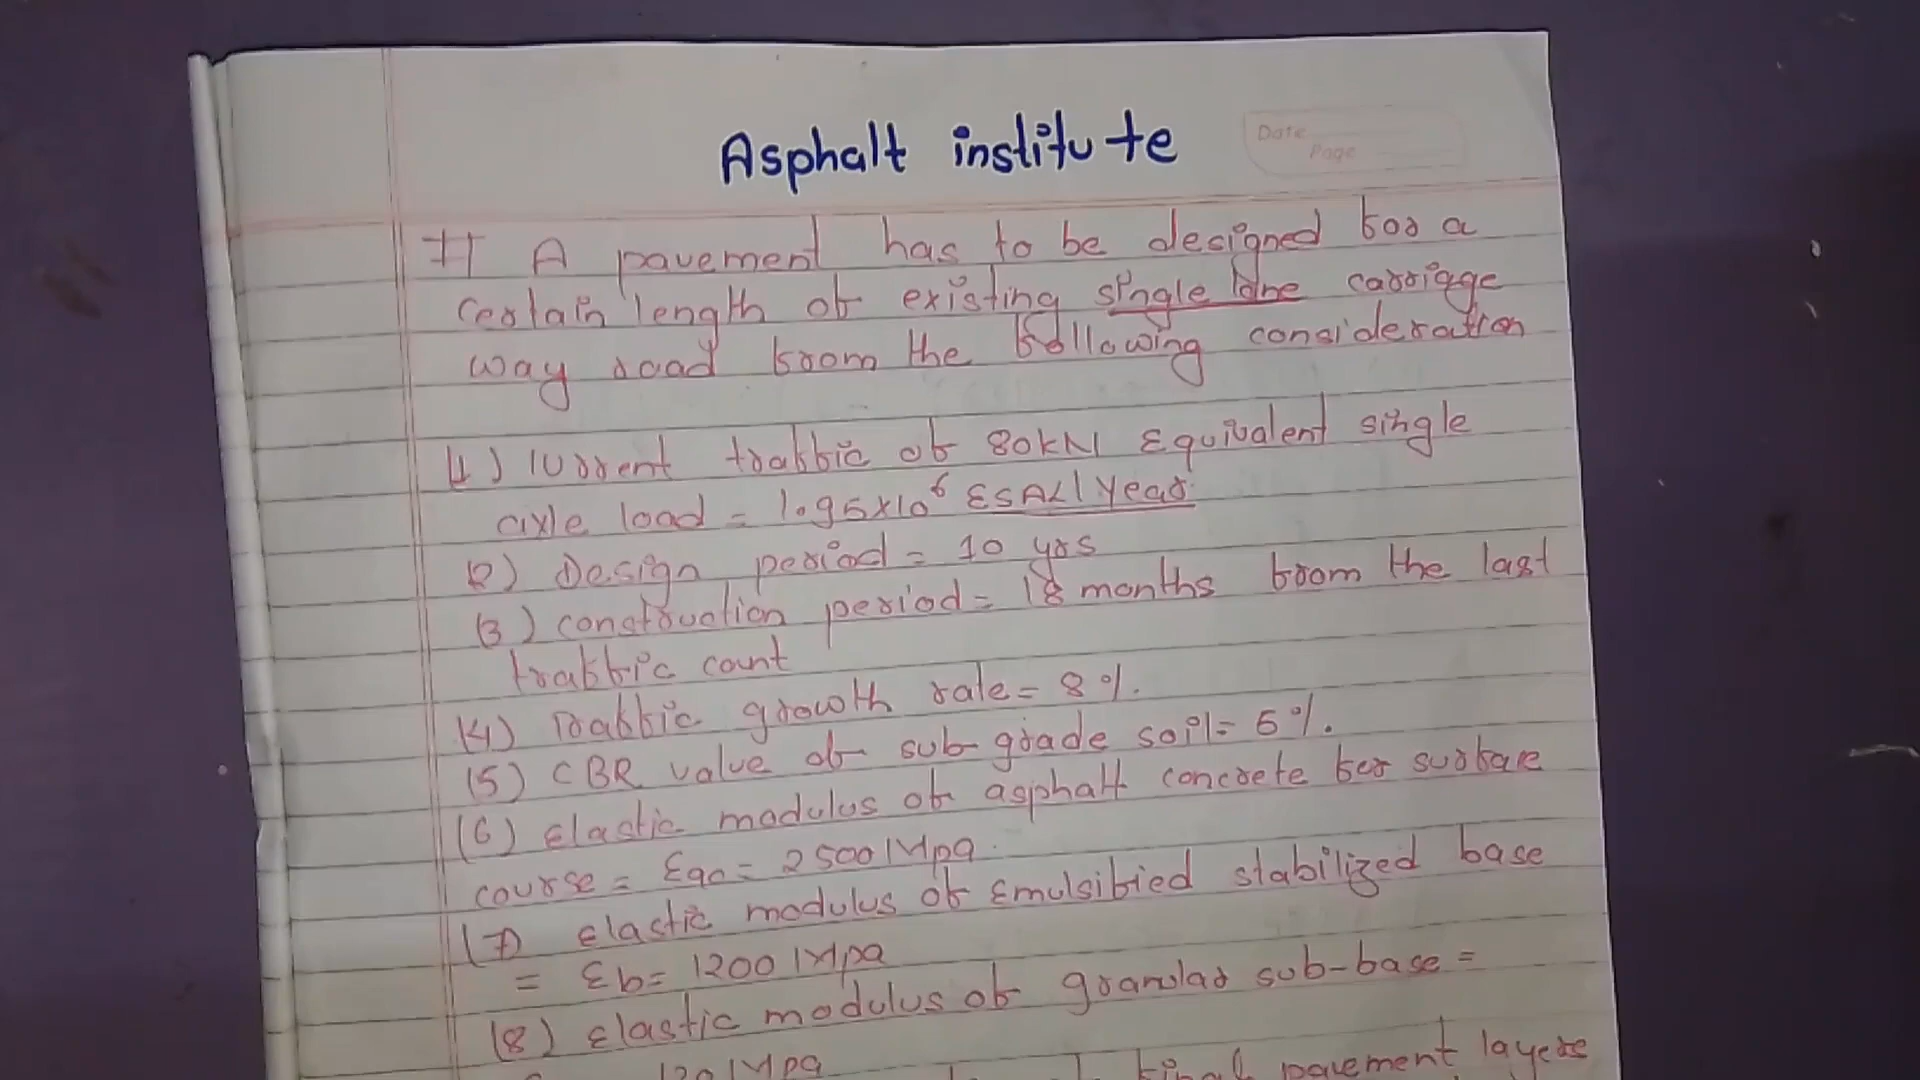 Asphalt institute
Date
Page
# A pavement has to be designed for a
certain length of existing single lane carriage
way road from the following consideration
(1) current traffic of 80kN Equivalent single
axle load = 1.95x10⁶ ESAL/Year
(2) Design period = 10 yrs
(3) construction period = 18 months from the last
traffic count
(4) Traffic growth rate = 8%.
(5) CBR value of sub grade soil = 5%.
(6) Elastic modulus of asphalt concrete for surface
course = Eac = 2500 Mpa.
(7) elastic modulus of Emulsified stabilized base
= Eb = 1200 Mpa
(8) Elastic modulus of granular sub-base =
pavement layers